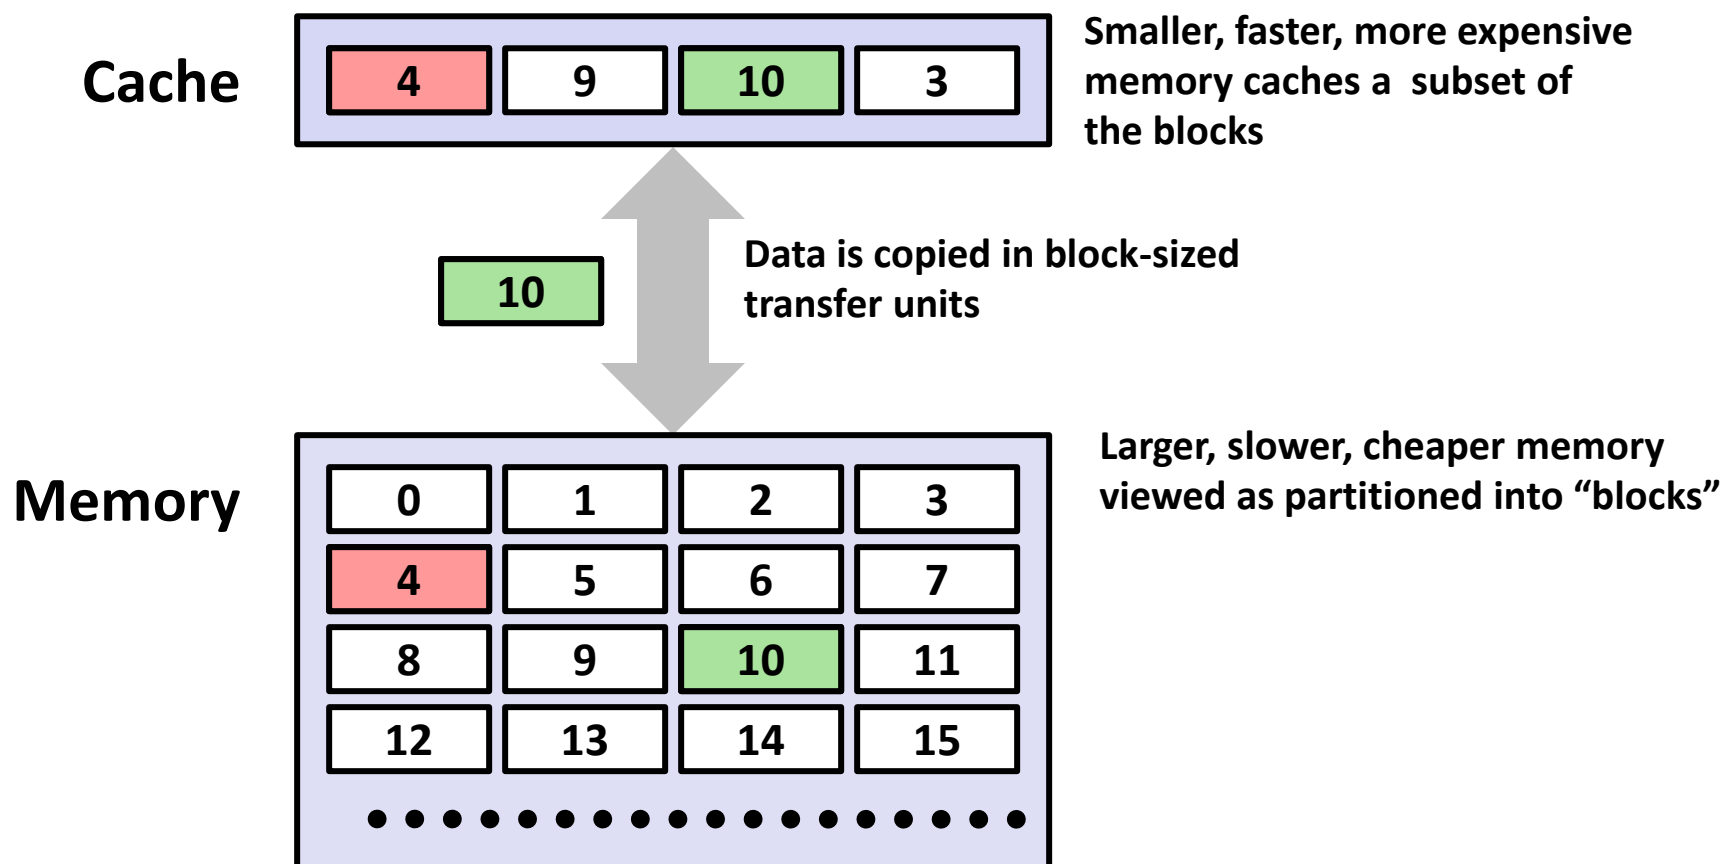 Cache
4 9 10 3
Smaller, faster, more expensive
memory caches a  subset of
the blocks
10
Data is copied in block-sized
transfer units
Memory
0 1 2 3
4 5 6 7
8 9 10 11
12 13 14 15
Larger, slower, cheaper memory
viewed as partitioned into “blocks”